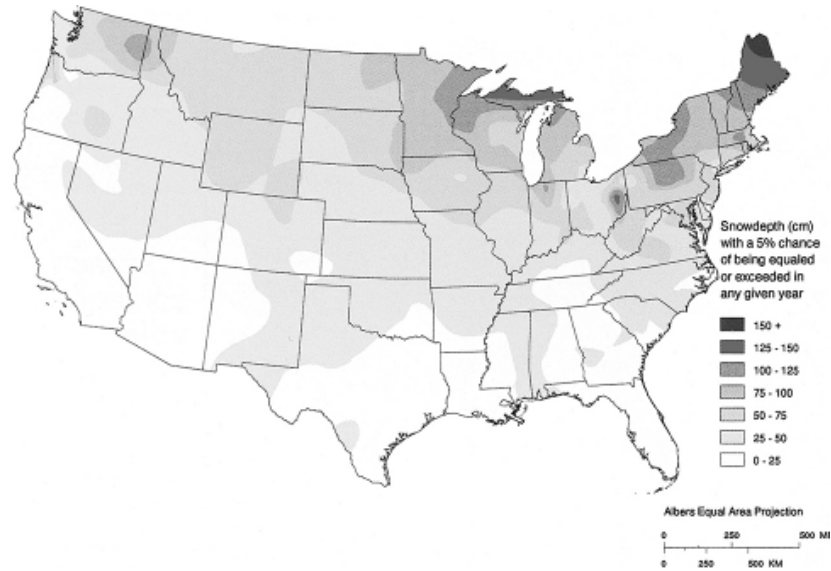 Snowdepth (cm)
with a 5% chance
of being equaled
or exceeded in
any given year
150 +
125 - 150
100 - 125
75 - 100
50 - 75
25 - 50
0 - 25
Albers Equal Area Projection
0 250 500 MI
0 250 500 KM